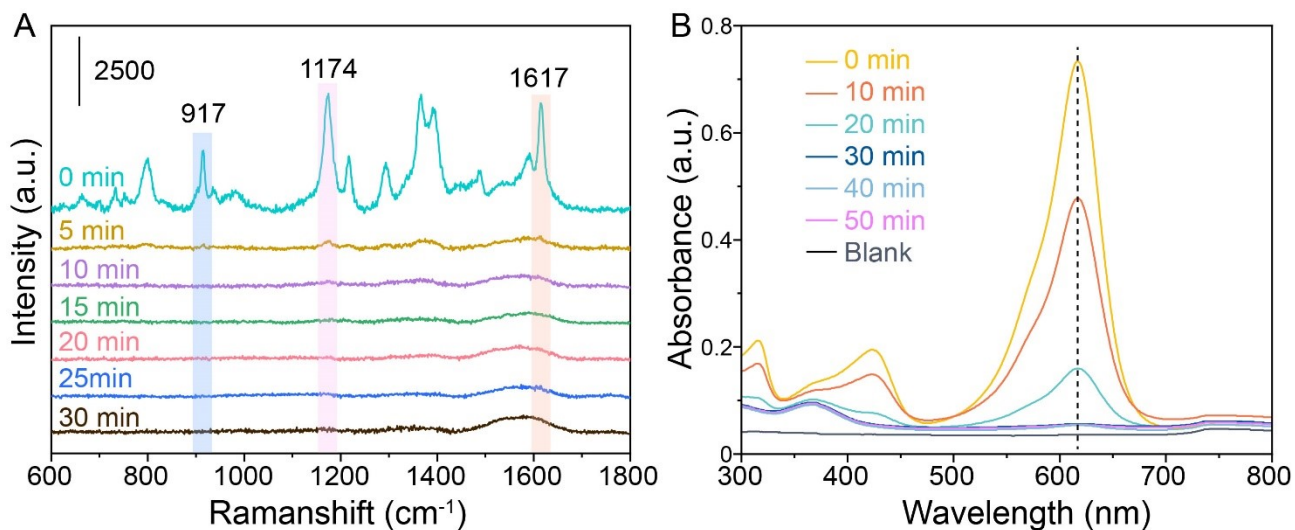 A
2500
917
1174
1617
0 min
5 min
10 min
15 min
20 min
25min
30 min
600 800 1000 1200 1400 1600 1800
Ramanshift (cm⁻¹)
Intensity (a.u.)
B
0.8
0.6
0.4
0.2
0
0 min
10 min
20 min
30 min
40 min
50 min
Blank
300 400 500 600 700 800
Wavelength (nm)
Absorbance (a.u.)